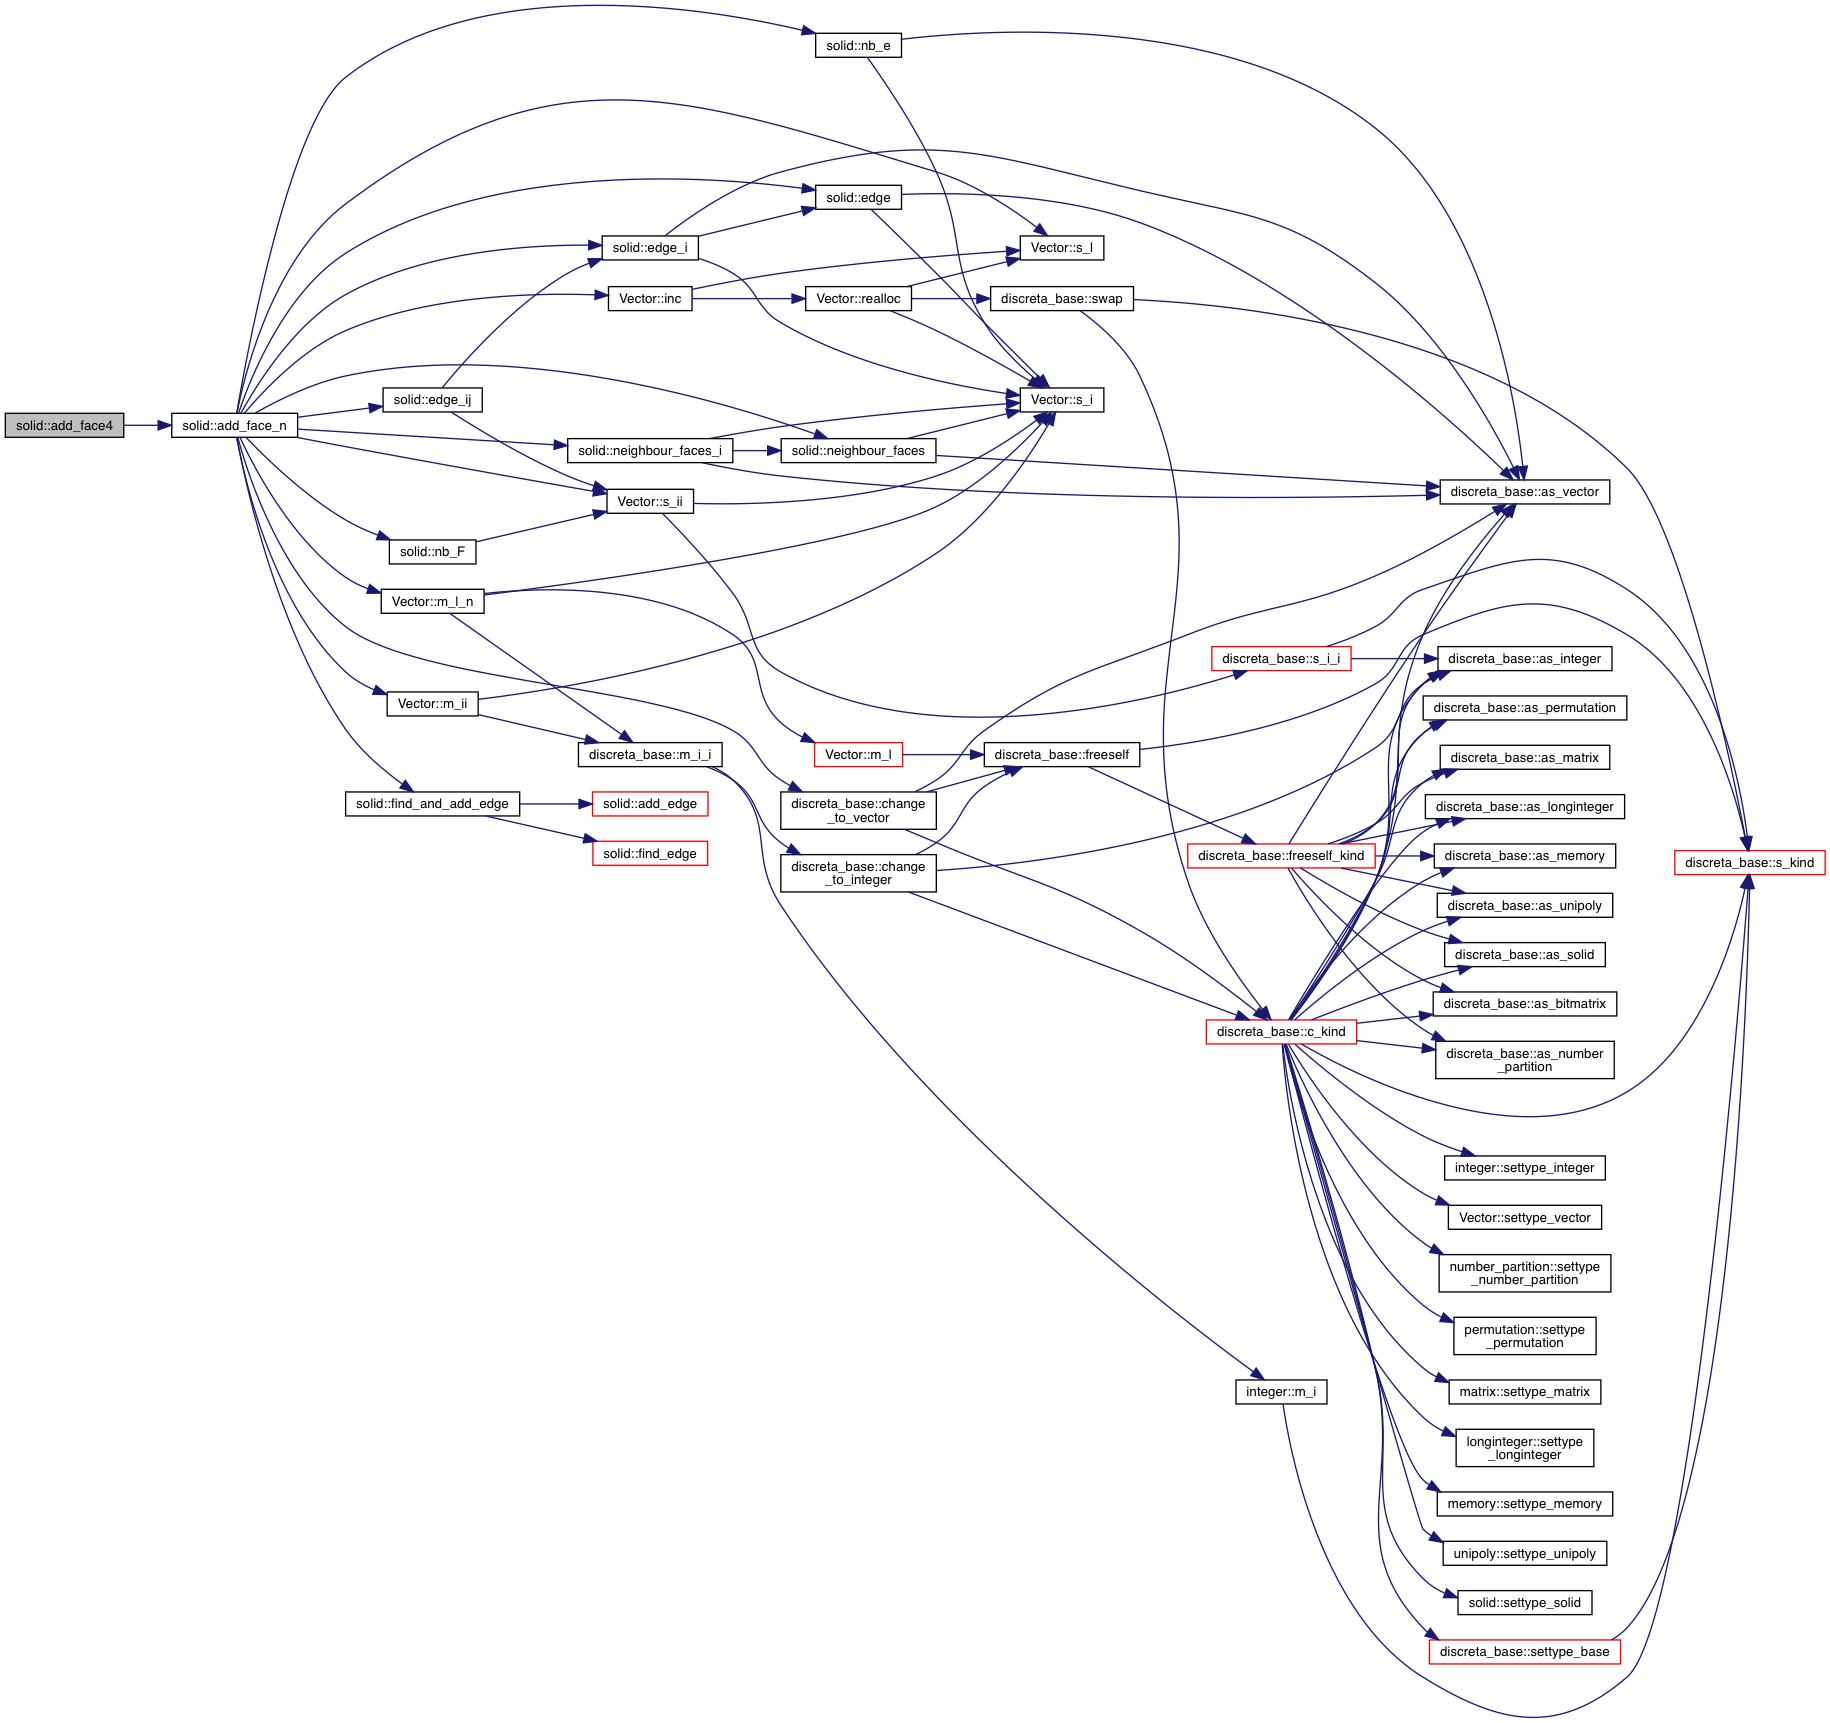 solid::add_face4
solid::add_face_n
solid::nb_e
solid::edge
solid::edge_i
Vector::s_l
Vector::inc
Vector::realloc
discreta_base::swap
solid::edge_ij
Vector::s_i
solid::neighbour_faces_i
solid::neighbour_faces
Vector::s_ii
discreta_base::as_vector
solid::nb_F
Vector::m_l_n
discreta_base::s_i_i
discreta_base::as_integer
Vector::m_ii
discreta_base::as_permutation
discreta_base::m_i_i
Vector::m_l
discreta_base::freeself
discreta_base::as_matrix
solid::find_and_add_edge
solid::add_edge
discreta_base::change
_to_vector
discreta_base::as_longinteger
solid::find_edge
discreta_base::change
_to_integer
discreta_base::freeself_kind
discreta_base::as_memory
discreta_base::s_kind
discreta_base::as_unipoly
discreta_base::as_solid
discreta_base::as_bitmatrix
discreta_base::c_kind
discreta_base::as_number
_partition
integer::settype_integer
Vector::settype_vector
number_partition::settype
_number_partition
permutation::settype
_permutation
integer::m_i
matrix::settype_matrix
longinteger::settype
_longinteger
memory::settype_memory
unipoly::settype_unipoly
solid::settype_solid
discreta_base::settype_base